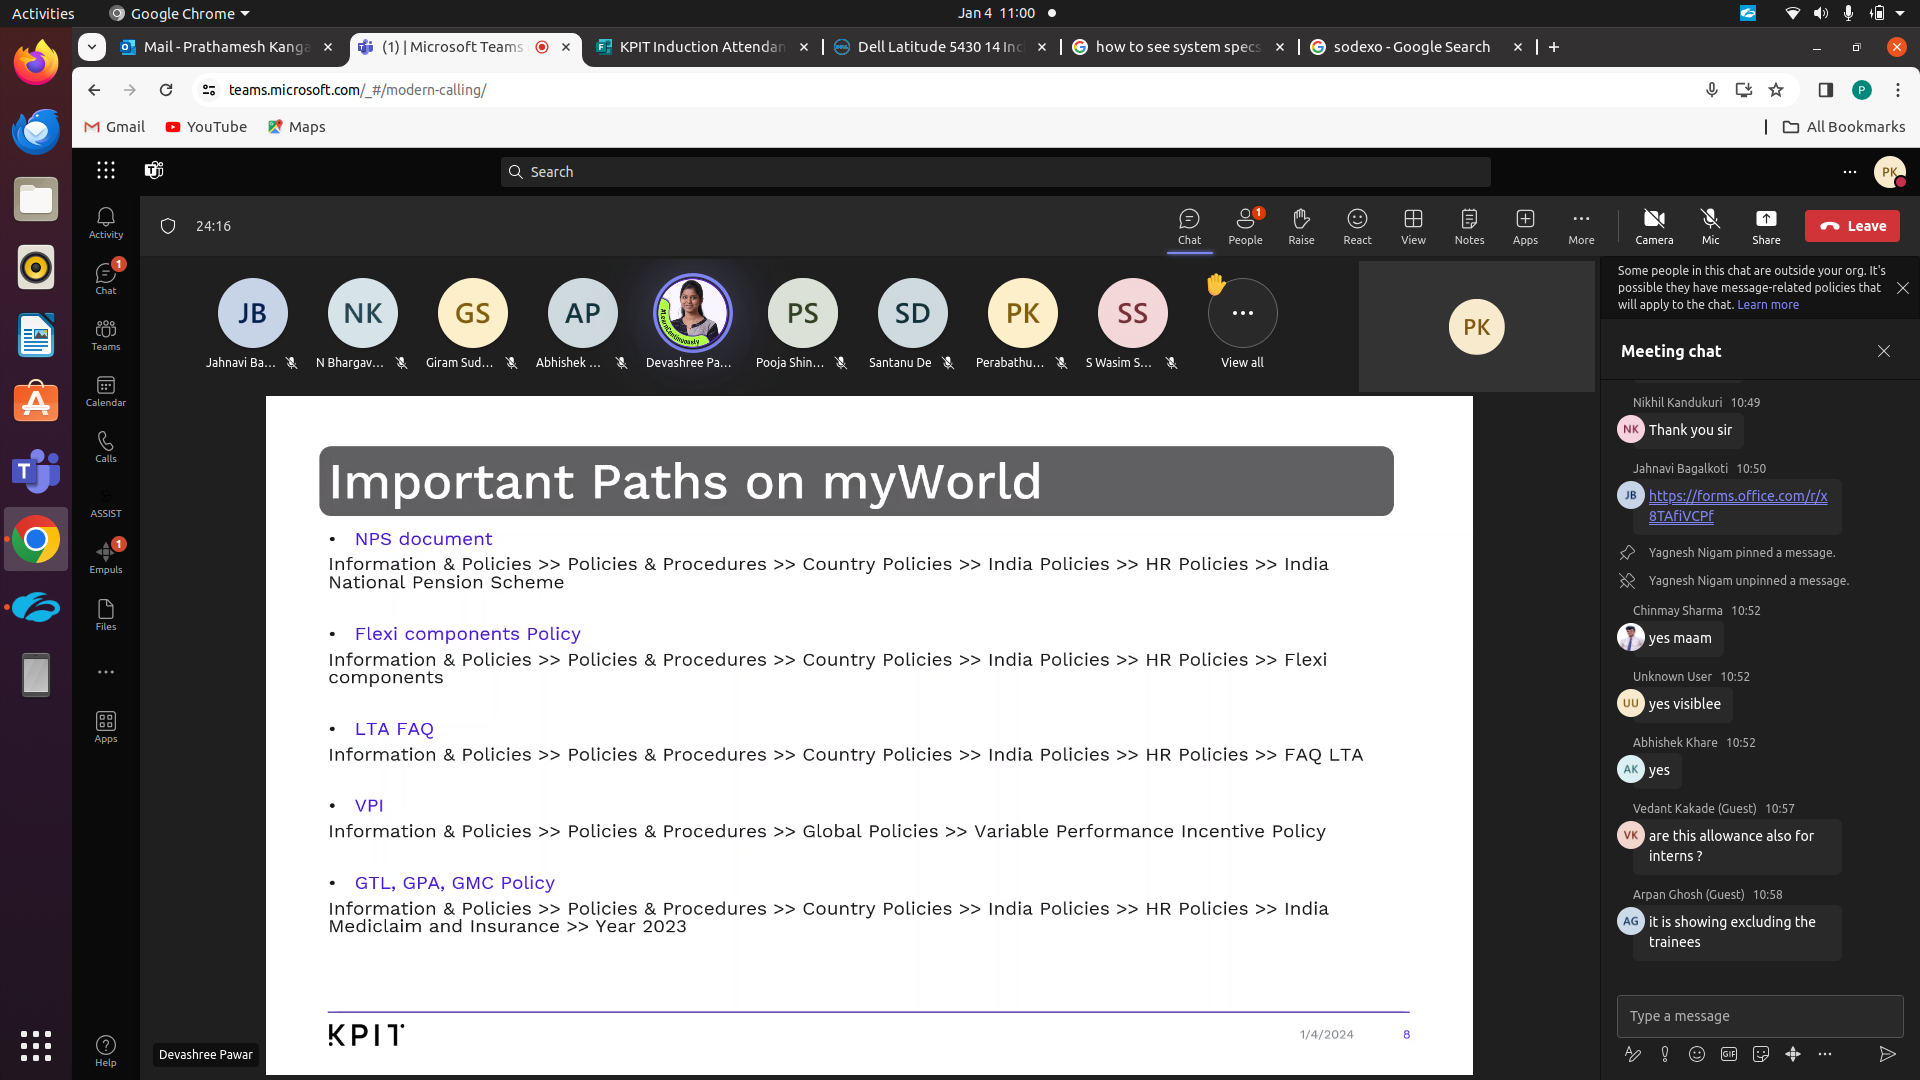 Activities
Google Chrome
Jan 4 11:00
Mail - Prathamesh Kanga
(1) | Microsoft Teams
KPIT Induction Attendan
Dell Latitude 5430 14 Inc
how to see system specs
sodexo - Google Search
teams.microsoft.com/_#/modern-calling/
P
Gmail
YouTube
Maps
All Bookmarks
Search
PK
Activity
Chat
1
Teams
Calendar
Calls
ASSIST
Empuls
1
Files
Apps
Help
24:16
Chat
People
1
Raise
React
View
Notes
Apps
More
Camera
Mic
Share
Leave
JB
NK
GS
AP
PS
SD
PK
SS
Jahnavi Ba...
N Bhargav...
Giram Sud...
Abhishek ...
Devashree Pa...
Pooja Shin...
Santanu De
Perabathu...
S Wasim S...
View all
PK
Important Paths on myWorld
• NPS document
Information & Policies >> Policies & Procedures >> Country Policies >> India Policies >> HR Policies >> India
National Pension Scheme
• Flexi components Policy
Information & Policies >> Policies & Procedures >> Country Policies >> India Policies >> HR Policies >> Flexi
components
• LTA FAQ
Information & Policies >> Policies & Procedures >> Country Policies >> India Policies >> HR Policies >> FAQ LTA
• VPI
Information & Policies >> Policies & Procedures >> Global Policies >> Variable Performance Incentive Policy
• GTL, GPA, GMC Policy
Information & Policies >> Policies & Procedures >> Country Policies >> India Policies >> HR Policies >> India
Mediclaim and Insurance >> Year 2023
KPIT
1/4/2024
8
Devashree Pawar
Some people in this chat are outside your org. It's
possible they have message-related policies that
will apply to the chat. Learn more
Meeting chat
Nikhil Kandukuri 10:49
NK
Thank you sir
Jahnavi Bagalkoti 10:50
JB
https://forms.office.com/r/x
8TAfiVCPf
Yagnesh Nigam pinned a message.
Yagnesh Nigam unpinned a message.
Chinmay Sharma 10:52
yes maam
Unknown User 10:52
UU
yes visiblee
Abhishek Khare 10:52
AK
yes
Vedant Kakade (Guest) 10:57
VK
are this allowance also for
interns ?
Arpan Ghosh (Guest) 10:58
AG
it is showing excluding the
trainees
Type a message
GIF